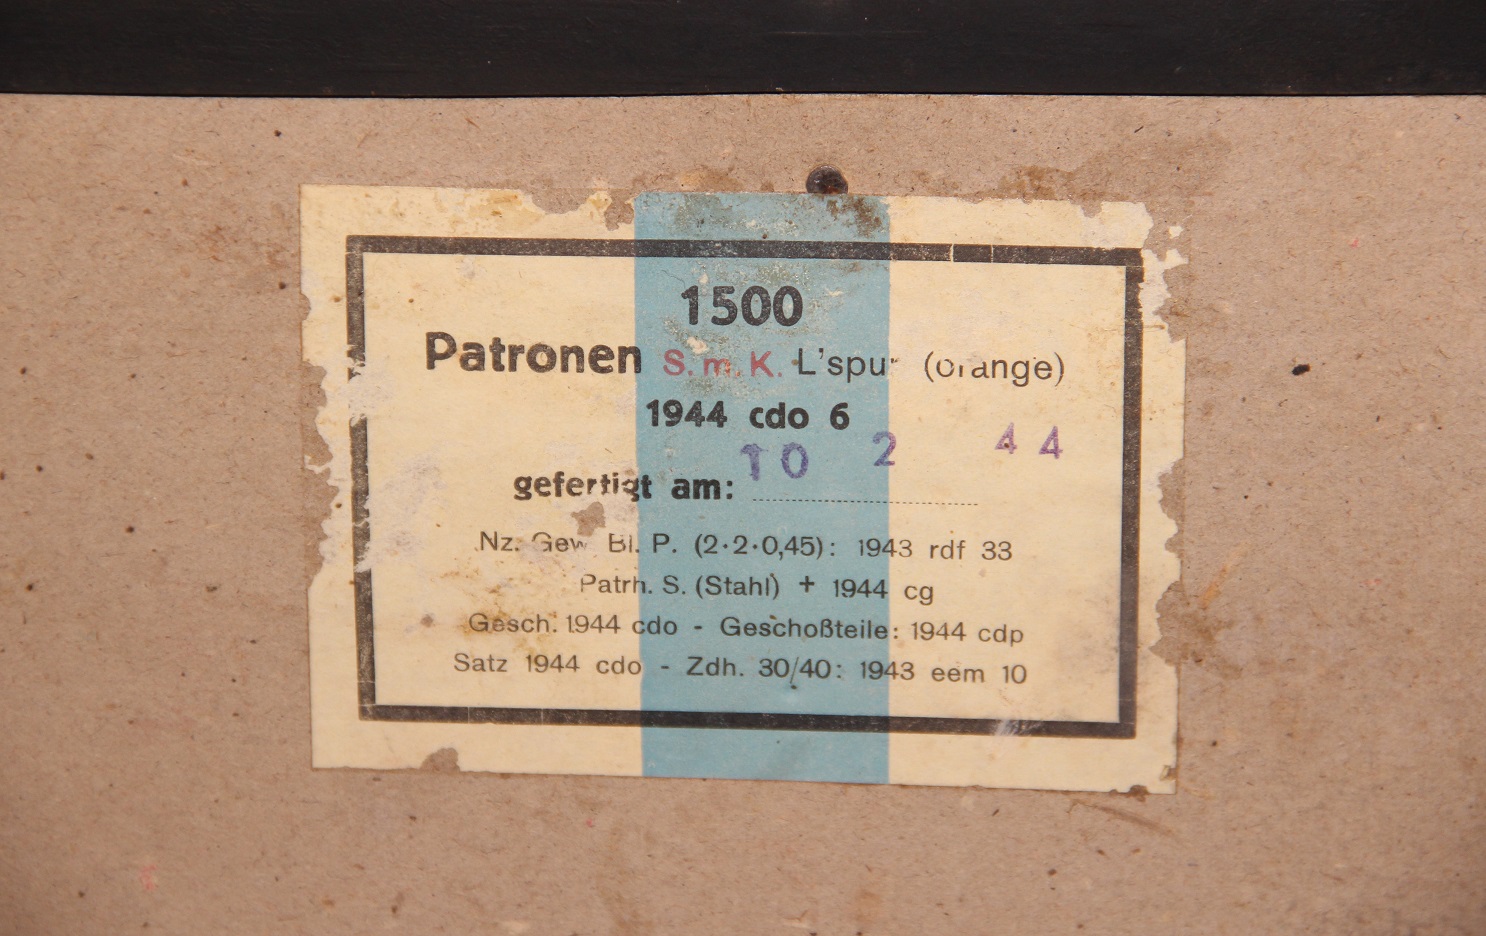 1500
Patronen S.m.K. L'spur (orange)
1944 cdo 6
10 2 44
gefertigt am:
Nz. Gew. Bl. P. (2·2·0,45): 1943 rdf 33
Patrh. S. (Stahl) + 1944 cg
Gesch. 1944 cdo - Geschoßteile: 1944 cdp
Satz 1944 cdo - Zdh. 30/40: 1943 eem 10